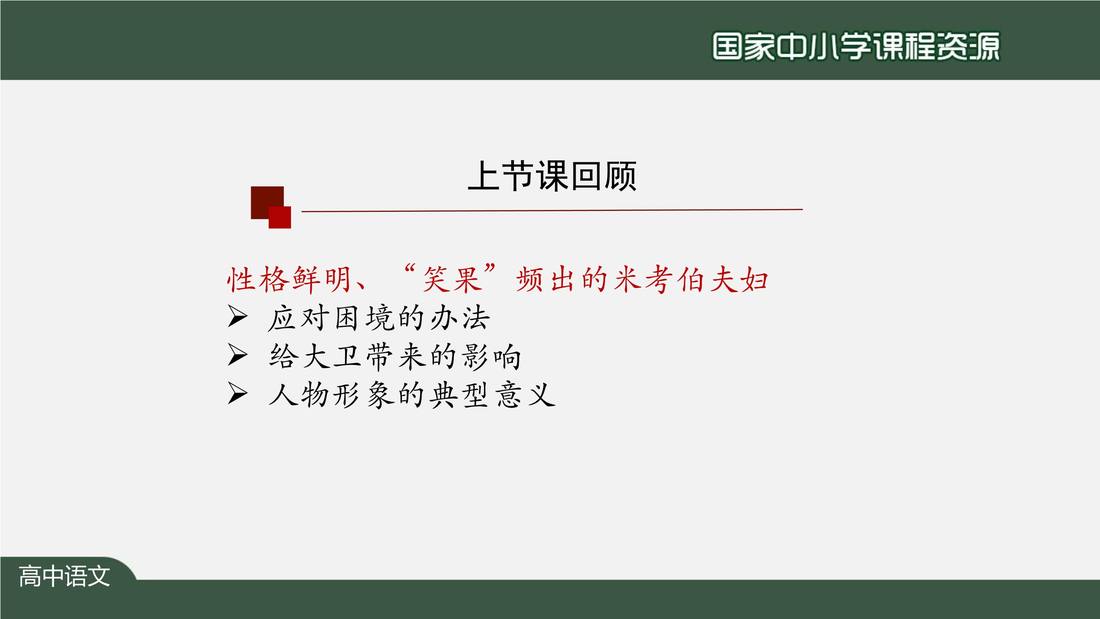 国家中小学课程资源
上节课回顾
性格鲜明、“笑果”频出的米考伯夫妇
➢ 应对困境的办法
➢ 给大卫带来的影响
➢ 人物形象的典型意义
高中语文